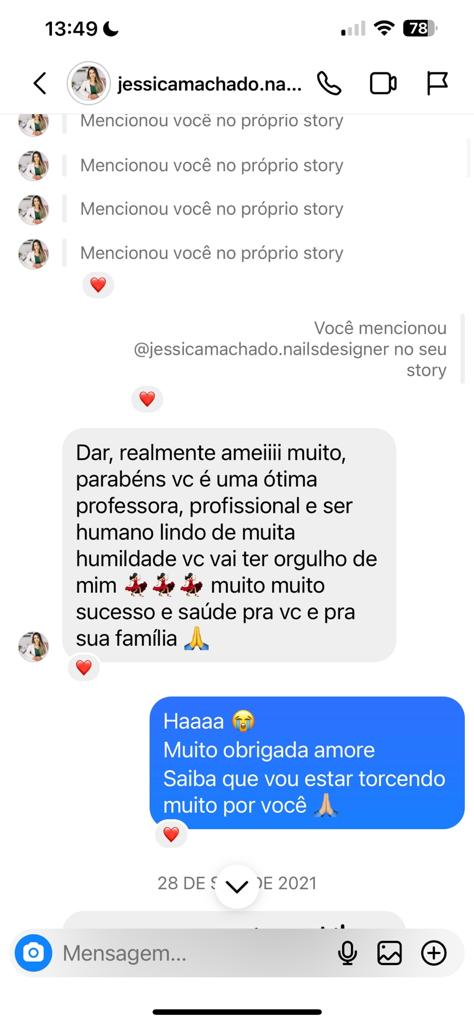 13:49
78
jessicamachado.na...
Mencionou você no próprio story
Mencionou você no próprio story
Mencionou você no próprio story
Mencionou você no próprio story
Você mencionou
@jessicamachado.nailsdesigner no seu
story
Dar, realmente ameiiii muito,
parabéns vc é uma ótima
professora, profissional e ser
humano lindo de muita
humildade vc vai ter orgulho de
mim 💃 💃 💃 muito muito
sucesso e saúde pra vc e pra
sua família 🙏
Haaaa 😭
Muito obrigada amore
Saiba que vou estar torcendo
muito por você 🙏🏼
28 DE S DE 2021
Mensagem...